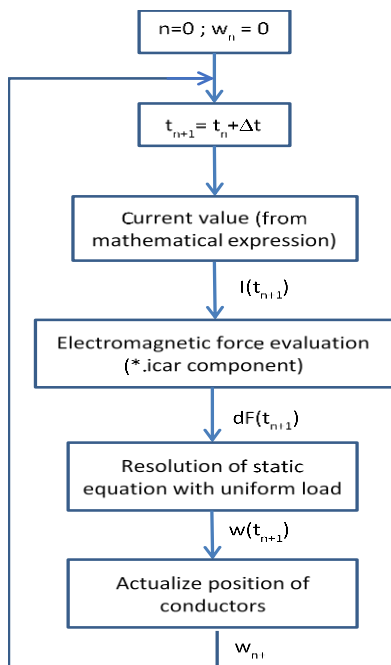 n=0 ; wₙ = 0
tₙ₊₁= tₙ+Δt
Current value (from
mathematical expression)
I(tₙ₊₁)
Electromagnetic force evaluation
(*.icar component)
dF(tₙ₊₁)
Resolution of static
equation with uniform load
w(tₙ₊₁)
Actualize position of
conductors
wₙ₊